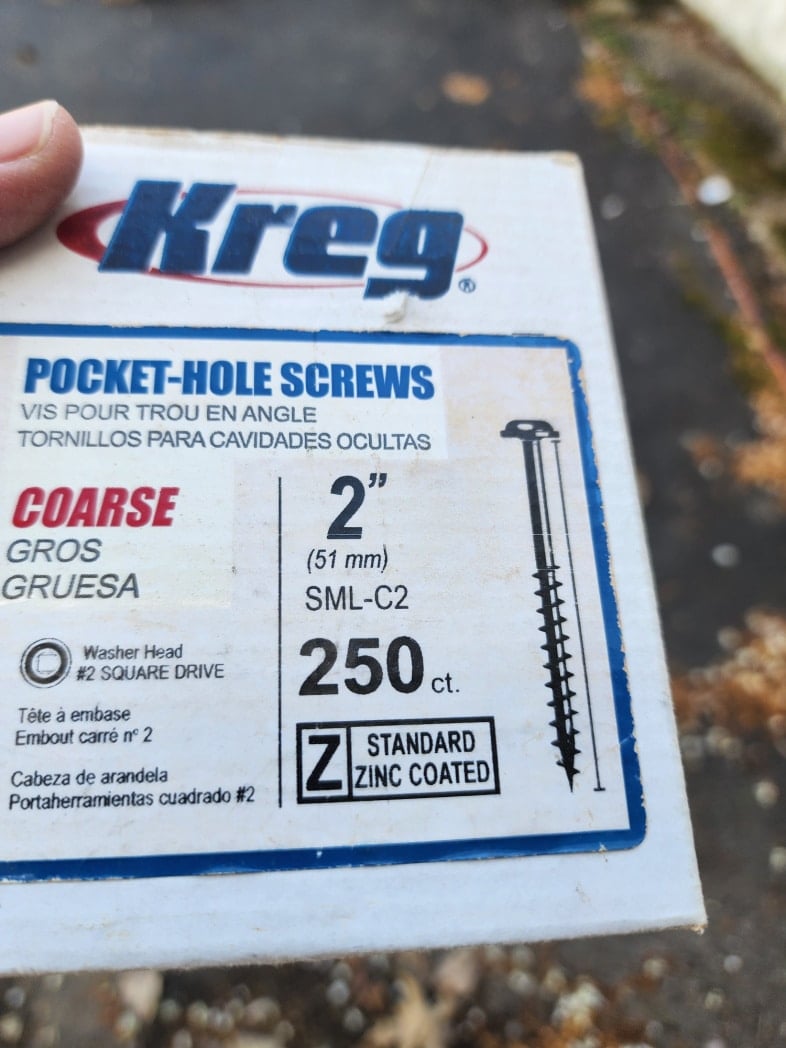 Kreg®
POCKET-HOLE SCREWS
VIS POUR TROU EN ANGLE
TORNILLOS PARA CAVIDADES OCULTAS
COARSE
GROS
GRUESA
Washer Head
#2 SQUARE DRIVE
Tête à embase
Embout carré nº 2
Cabeza de arandela
Portaherramientas cuadrado #2
2"
(51 mm)
SML-C2
250 ct.
Z STANDARD
ZINC COATED